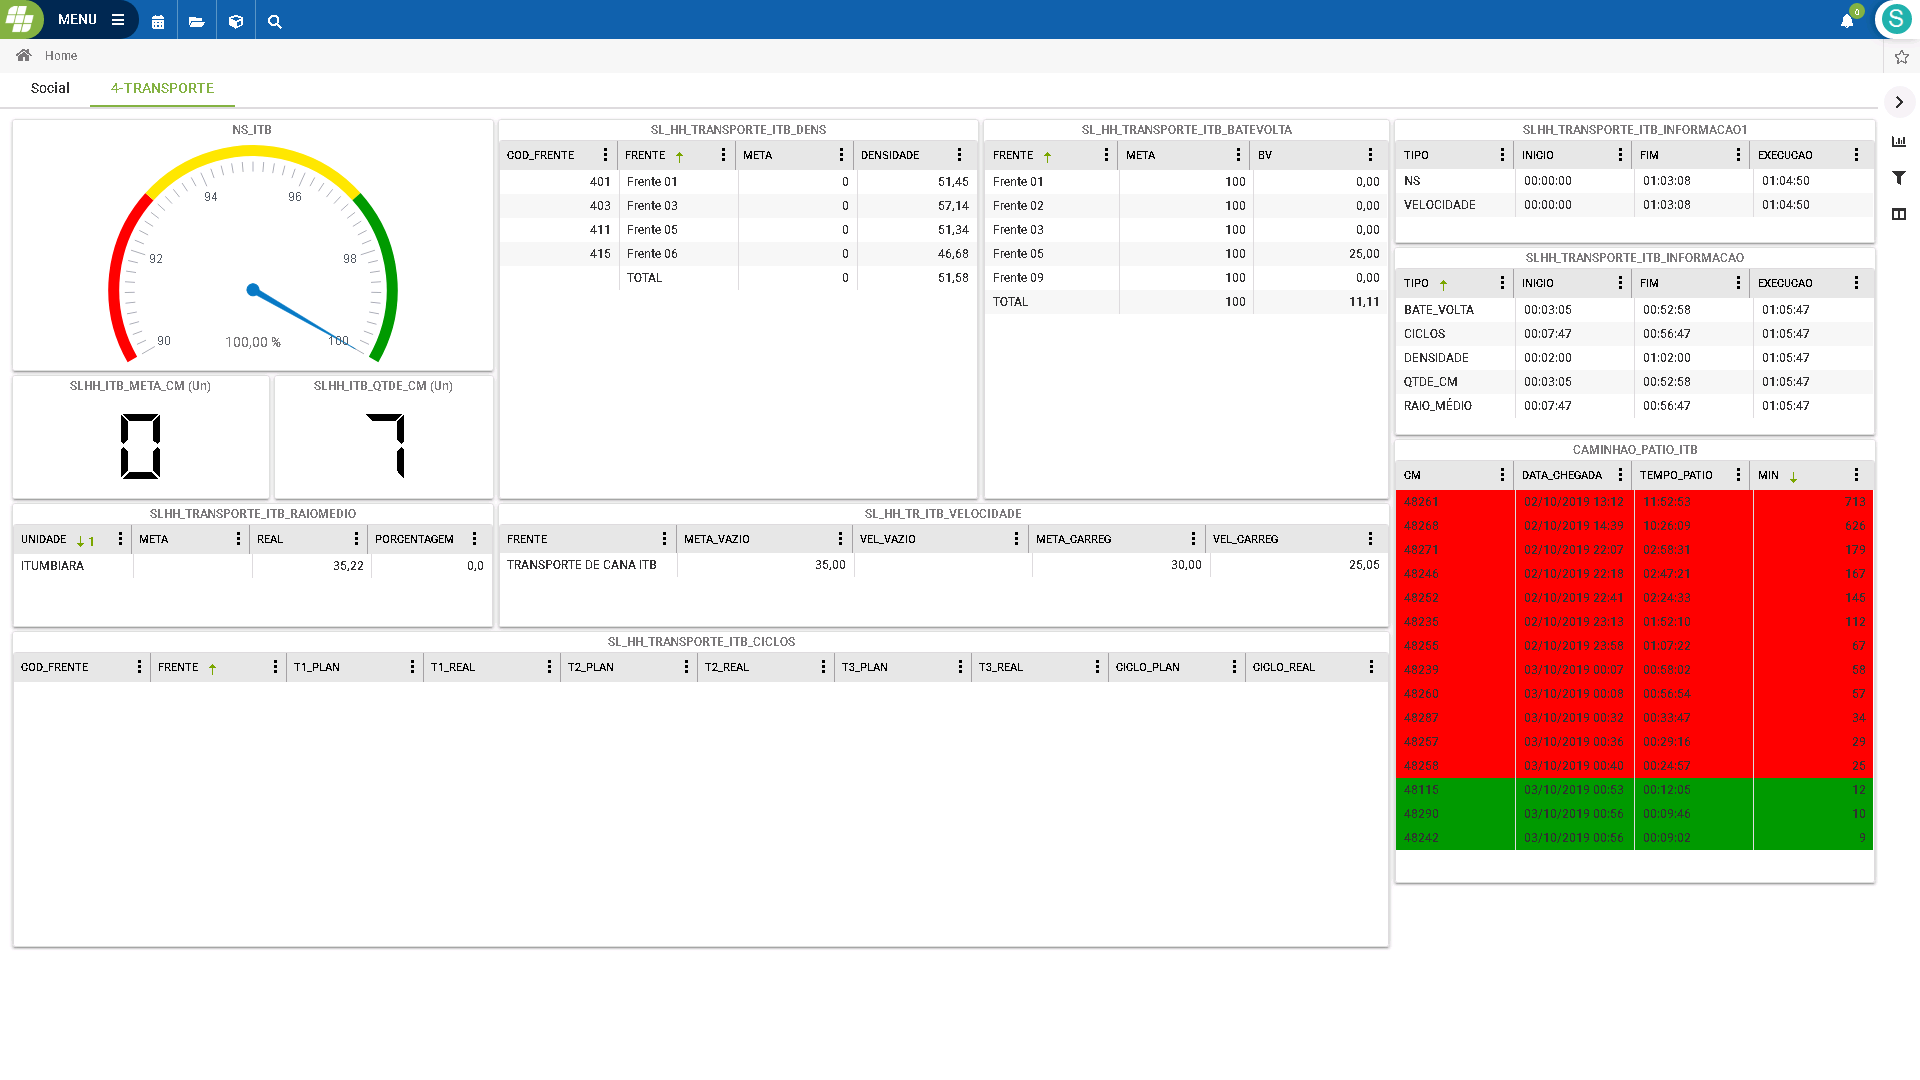 MENU
0
S
Home
Social
4-TRANSPORTE
NS_ITB
90
92
94
96
98
100
100,00 %
SLHH_ITB_META_CM (Un)
0
SLHH_ITB_QTDE_CM (Un)
7
SL_HH_TRANSPORTE_ITB_DENS
COD_FRENTE FRENTE META DENSIDADE
401 Frente 01 0 51,45
403 Frente 03 0 57,14
411 Frente 05 0 51,34
415 Frente 06 0 46,68
TOTAL 0 51,58
SL_HH_TRANSPORTE_ITB_BATEVOLTA
FRENTE META BV
Frente 01 100 0,00
Frente 02 100 0,00
Frente 03 100 0,00
Frente 05 100 25,00
Frente 09 100 0,00
TOTAL 100 11,11
SLHH_TRANSPORTE_ITB_INFORMACAO1
TIPO INICIO FIM EXECUCAO
NS 00:00:00 01:03:08 01:04:50
VELOCIDADE 00:00:00 01:03:08 01:04:50
SLHH_TRANSPORTE_ITB_INFORMACAO
TIPO INICIO FIM EXECUCAO
BATE_VOLTA 00:03:05 00:52:58 01:05:47
CICLOS 00:07:47 00:56:47 01:05:47
DENSIDADE 00:02:00 01:02:00 01:05:47
QTDE_CM 00:03:05 00:52:58 01:05:47
RAIO_MÉDIO 00:07:47 00:56:47 01:05:47
CAMINHAO_PATIO_ITB
CM DATA_CHEGADA TEMPO_PATIO MIN
48261 02/10/2019 13:12 11:52:53 713
48268 02/10/2019 14:39 10:26:09 626
48271 02/10/2019 22:07 02:58:31 179
48246 02/10/2019 22:18 02:47:21 167
48252 02/10/2019 22:41 02:24:33 145
48236 02/10/2019 23:13 01:52:10 112
48255 02/10/2019 23:58 01:07:22 67
48239 03/10/2019 00:07 00:58:02 58
48260 03/10/2019 00:08 00:56:54 57
48287 03/10/2019 00:32 00:33:47 34
48257 03/10/2019 00:36 00:29:16 29
48258 03/10/2019 00:40 00:24:57 25
48115 03/10/2019 00:53 00:12:05 12
48290 03/10/2019 00:56 00:09:46 10
48242 03/10/2019 00:56 00:09:02 9
SLHH_TRANSPORTE_ITB_RAIOMEDIO
UNIDADE 1 META REAL PORCENTAGEM
ITUMBIARA 35,22 0,0
SL_HH_TR_ITB_VELOCIDADE
FRENTE META_VAZIO VEL_VAZIO META_CARREG VEL_CARREG
TRANSPORTE DE CANA ITB 35,00 30,00 25,05
SL_HH_TRANSPORTE_ITB_CICLOS
COD_FRENTE FRENTE T1_PLAN T1_REAL T2_PLAN T2_REAL T3_PLAN T3_REAL CICLO_PLAN CICLO_REAL